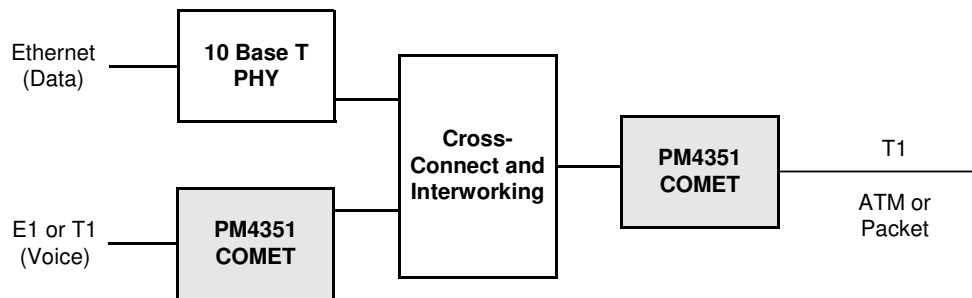 Ethernet
(Data)
10 Base T
PHY
E1 or T1
(Voice)
PM4351
COMET
Cross-
Connect and
Interworking
PM4351
COMET
T1
ATM or
Packet